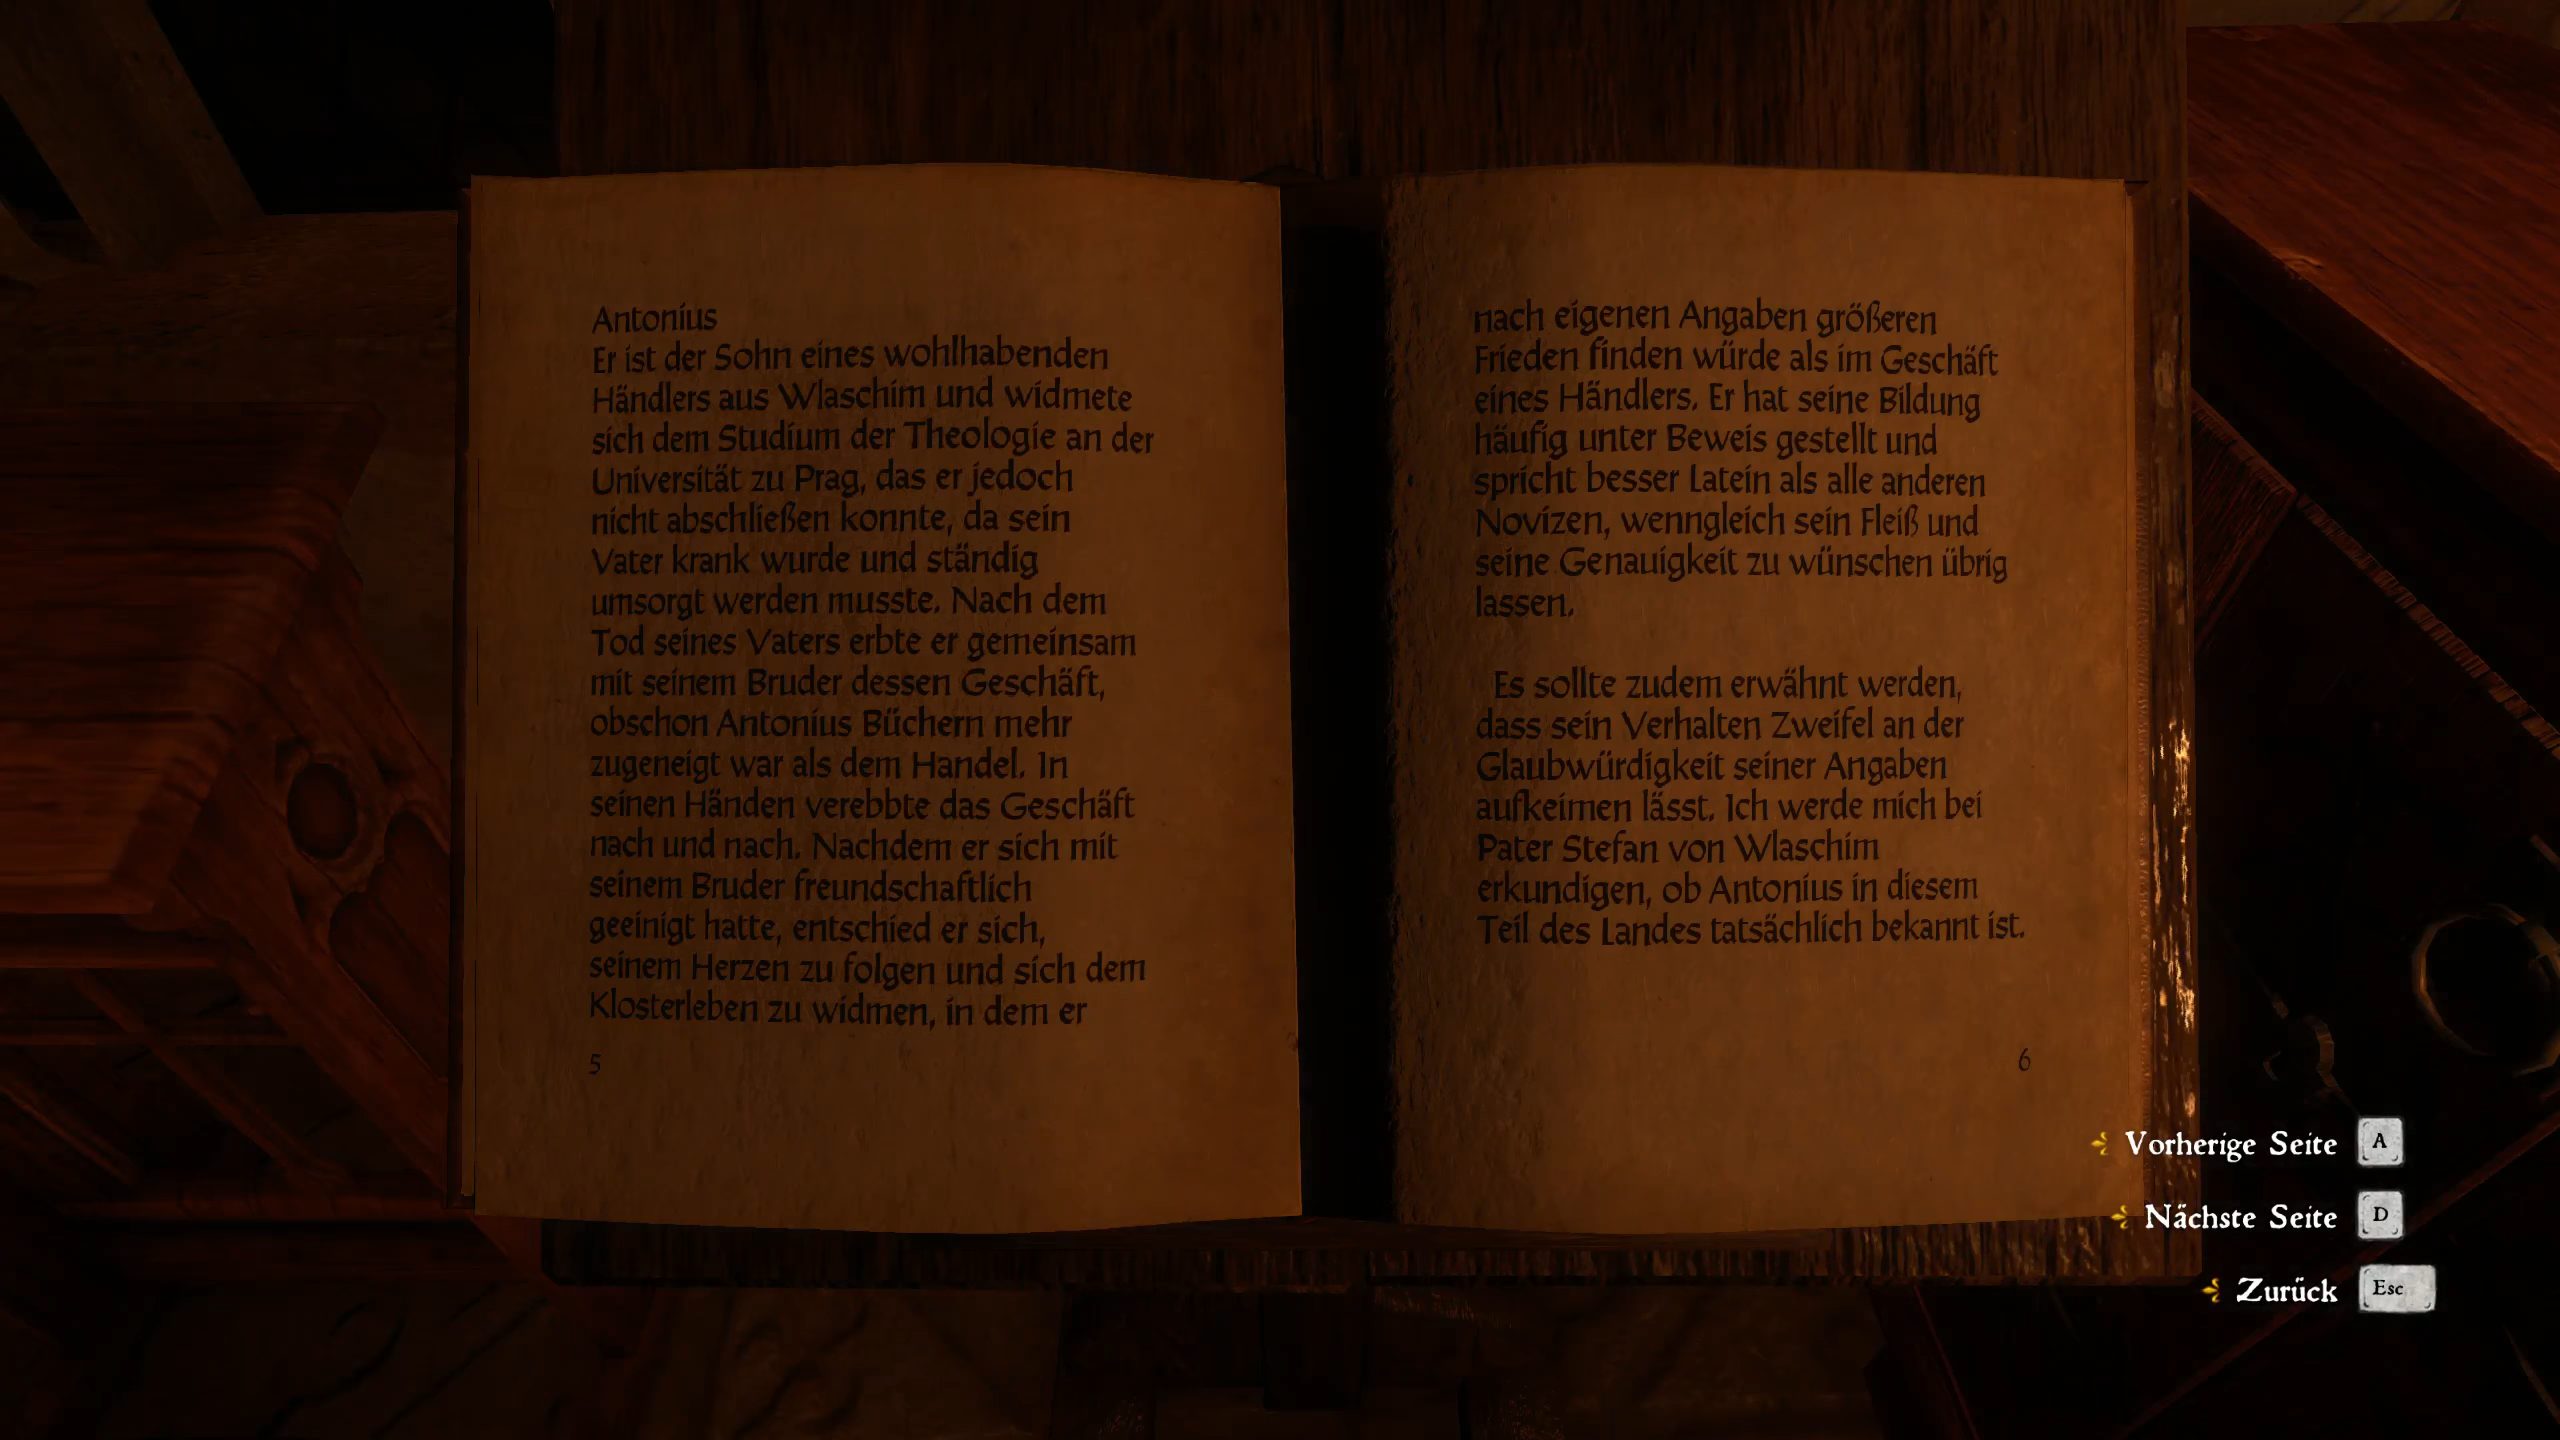 Antonius
Er ist der Sohn eines wohlhabenden
Händlers aus Wlaschim und widmete
sich dem Studium der Theologie an der
Universität zu Prag, das er jedoch
nicht abschließen konnte, da sein
Vater krank wurde und ständig
umsorgt werden musste. Nach dem
Tod seines Vaters erbte er gemeinsam
mit seinem Bruder dessen Geschäft,
obschon Antonius Büchern mehr
zugeneigt war als dem Handel. In
seinen Händen verebbte das Geschäft
nach und nach. Nachdem er sich mit
seinem Bruder freundschaftlich
geeinigt hatte, entschied er sich,
seinem Herzen zu folgen und sich dem
Klosterleben zu widmen, in dem er
5
nach eigenen Angaben größeren
Frieden finden würde als im Geschäft
eines Händlers. Er hat seine Bildung
häufig unter Beweis gestellt und
spricht besser Latein als alle anderen
Novizen, wenngleich sein Fleiß und
seine Genauigkeit zu wünschen übrig
lassen.
Es sollte zudem erwähnt werden,
dass sein Verhalten Zweifel an der
Glaubwürdigkeit seiner Angaben
aufkeimen lässt. Ich werde mich bei
Pater Stefan von Wlaschim
erkundigen, ob Antonius in diesem
Teil des Landes tatsächlich bekannt ist.
6
Vorherige Seite A
Nächste Seite D
Zurück Esc